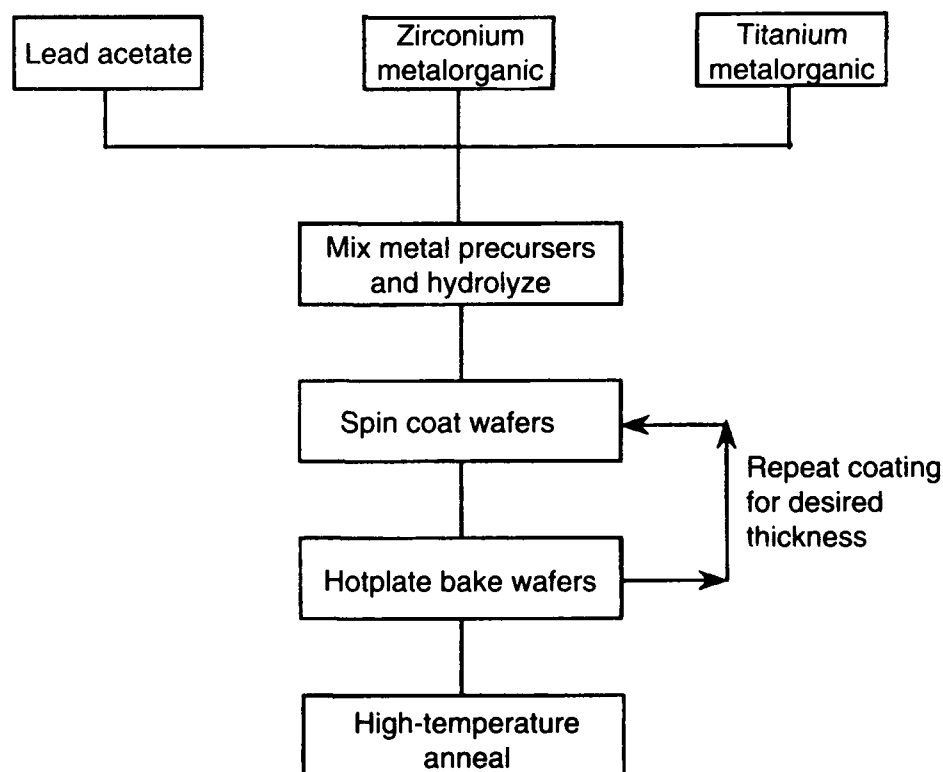 Lead acetate
Zirconium
metalorganic
Titanium
metalorganic
Mix metal precursers
and hydrolyze
Spin coat wafers
Repeat coating
for desired
thickness
Hotplate bake wafers
High-temperature
anneal